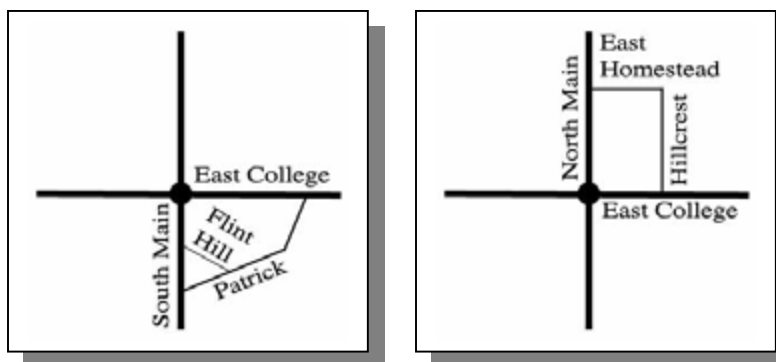 East College
South Main
Flint
Hill
Patrick
East
Homestead
North Main
Hillcrest
East College